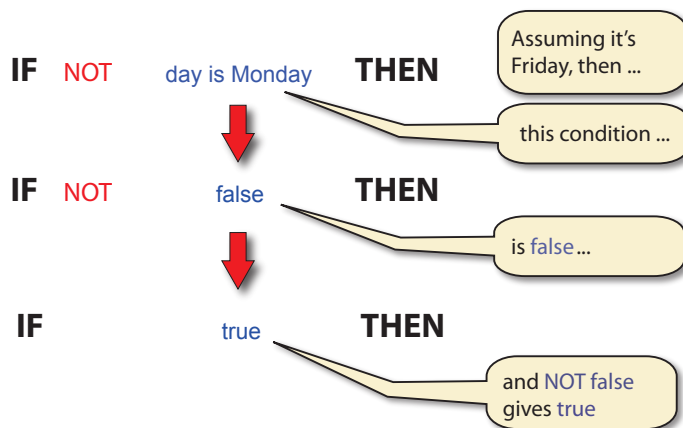 Assuming it's
Friday, then ...
IF NOT day is Monday THEN
this condition ...
IF NOT false THEN
is false ...
IF true THEN
and NOT false
gives true